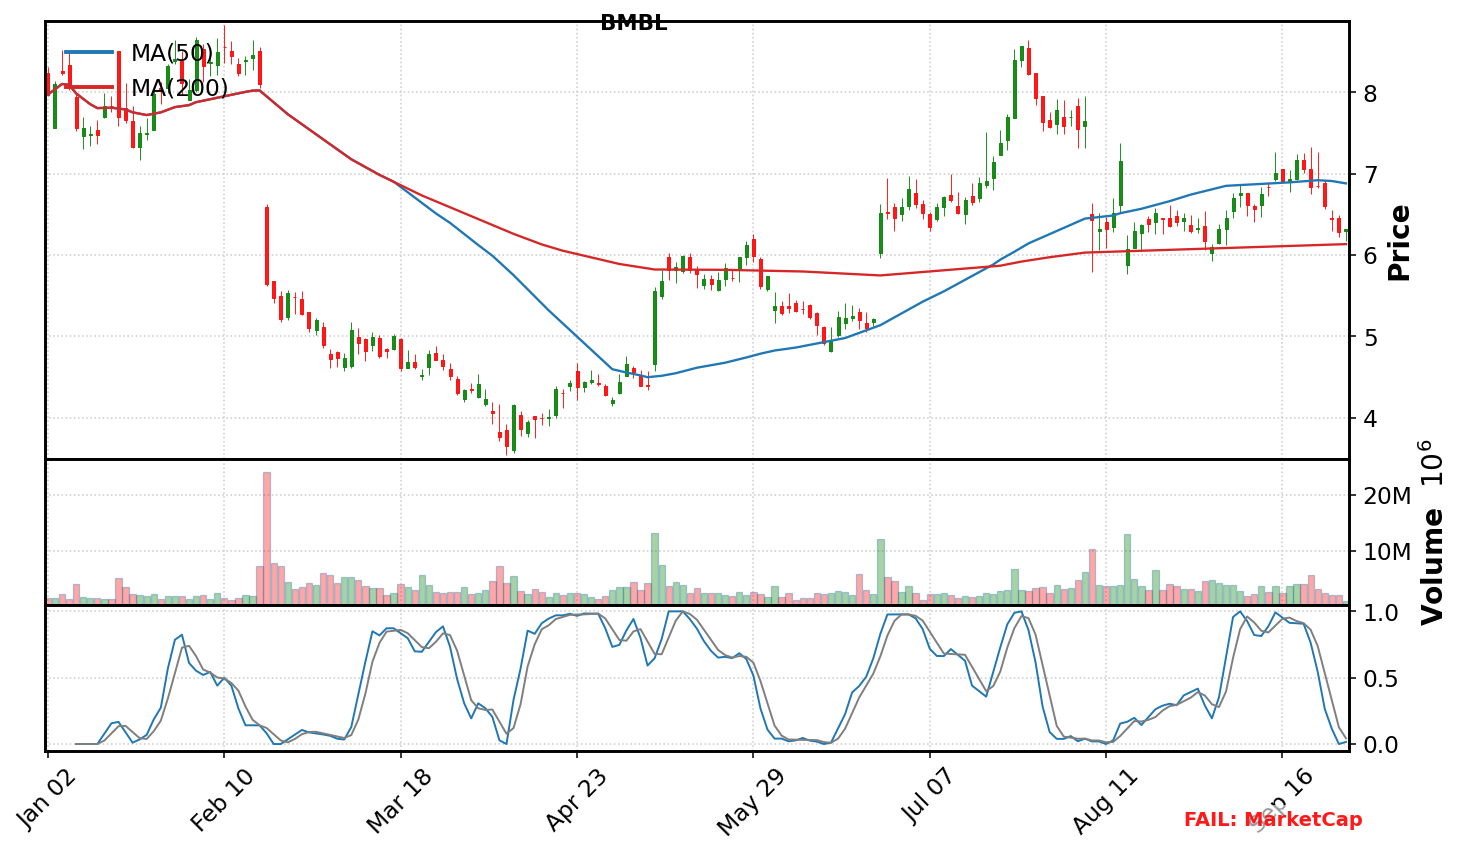 BMBL
MA(50)
MA(200)
8
7
6
5
4
Price
20M
10M
Volume 10^6
1.0
0.5
0.0
Jan 02
Feb 10
Mar 18
Apr 23
May 29
Jul 07
Aug 11
Sep 16
FAIL: MarketCap